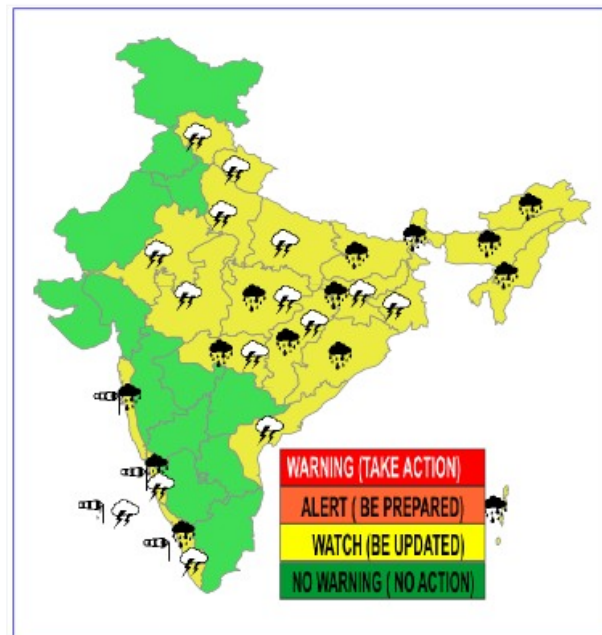 WARNING (TAKE ACTION)
ALERT ( BE PREPARED)
WATCH (BE UPDATED)
NO WARNING ( NO ACTION)